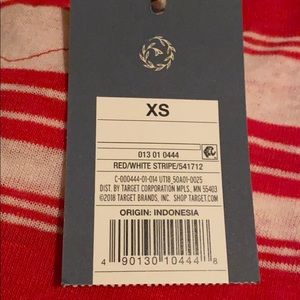 XS
013 01 0444
RED/WHITE STRIPE/541712
C-000444-01-014 UT18_50A01-0025
DIST. BY TARGET CORPORATION MPLS, MN 55403
©2018 TARGET BRANDS, INC. SHOP TARGET.COM
ORIGIN: INDONESIA
4 90130 10444 8